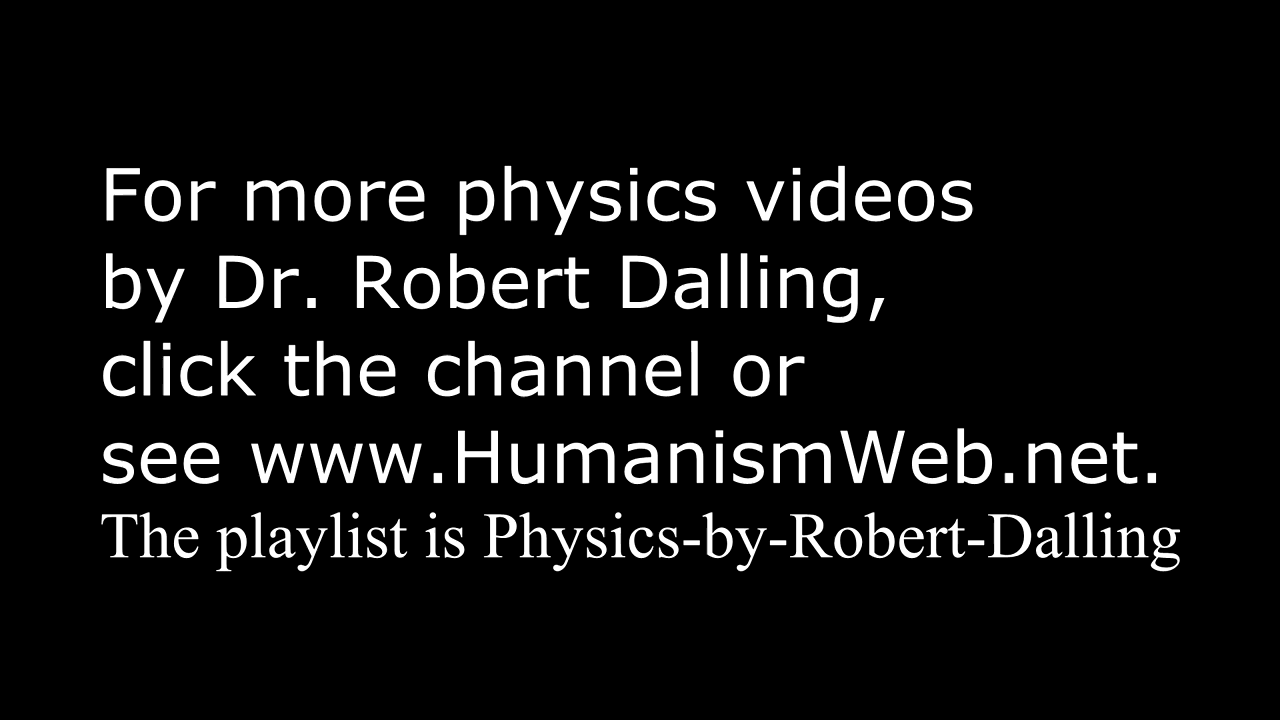 For more physics videos
by Dr. Robert Dalling,
click the channel or
see www.HumanismWeb.net.
The playlist is Physics-by-Robert-Dalling